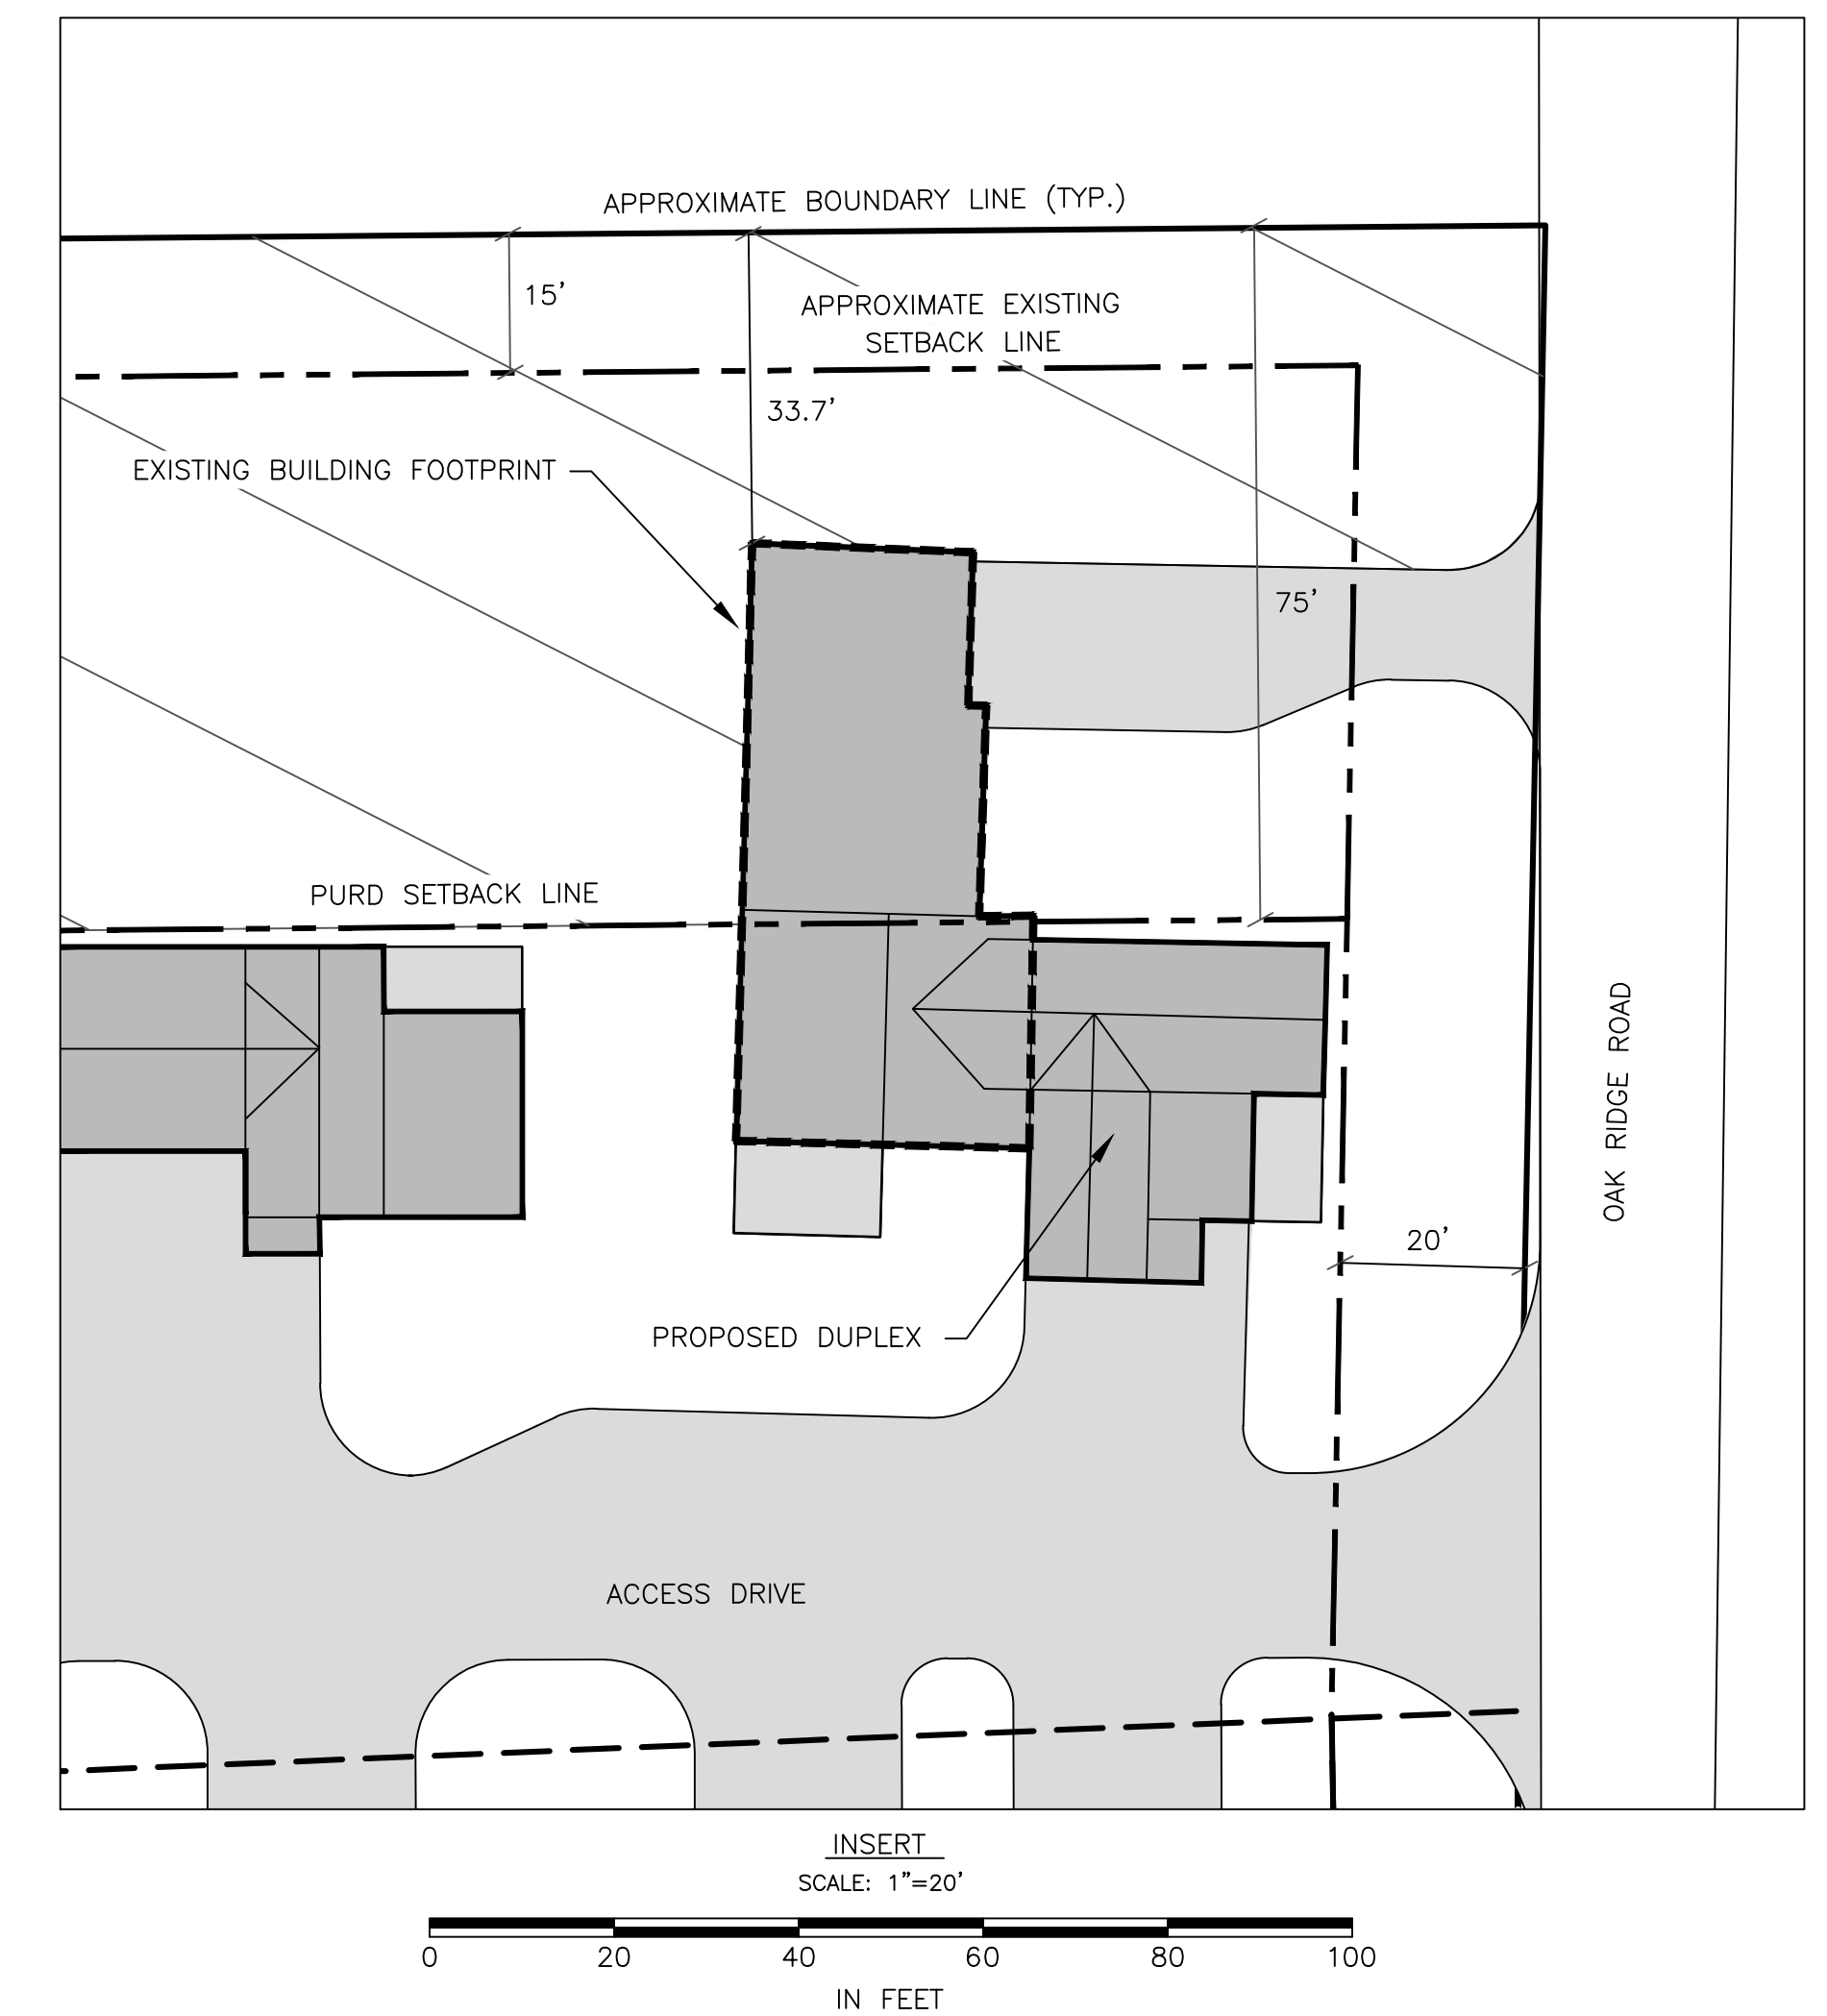 APPROXIMATE BOUNDARY LINE (TYP.)
15’
APPROXIMATE EXISTING
SETBACK LINE
33.7’
EXISTING BUILDING FOOTPRINT
75’
PURD SETBACK LINE
OAK RIDGE ROAD
20’
PROPOSED DUPLEX
ACCESS DRIVE
INSERT
SCALE: 1”=20’
0 20 40 60 80 100
IN FEET